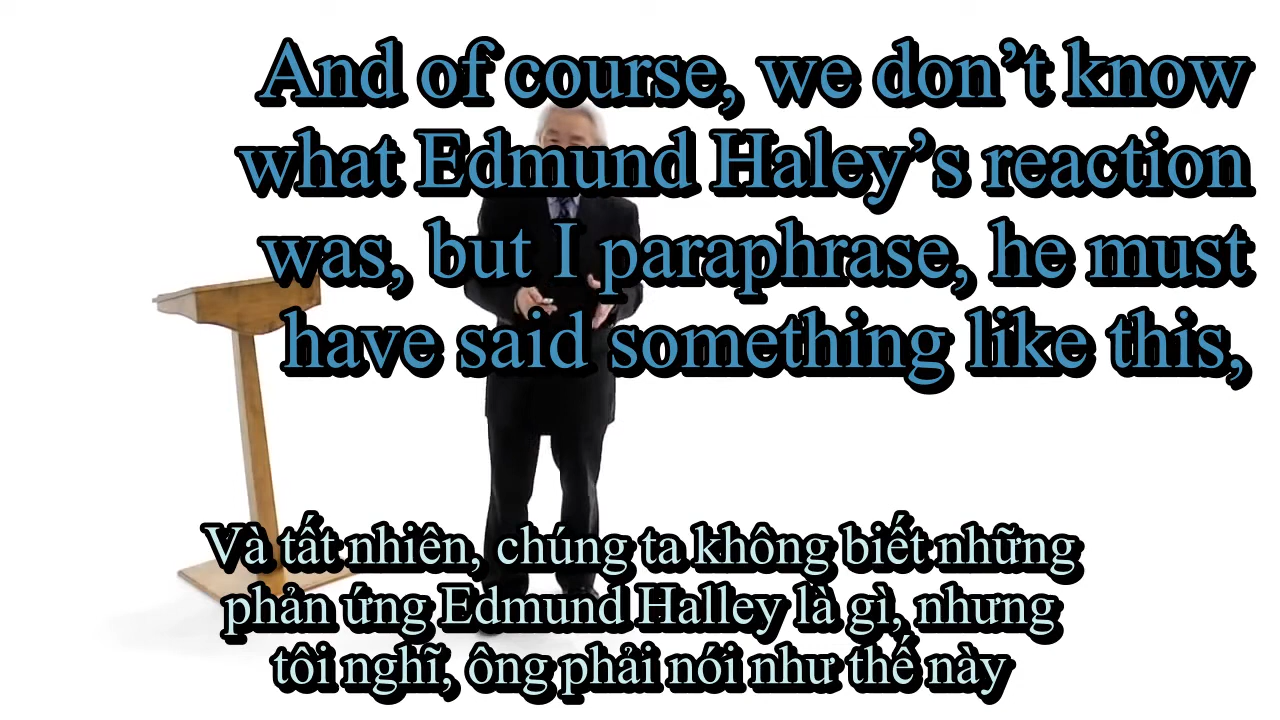 And of course, we don’t know
what Edmund Haley’s reaction
was, but I paraphrase, he must
have said something like this,
Và tất nhiên, chúng ta không biết những
phản ứng Edmund Halley là gì, nhưng
tôi nghĩ, ông phải nói như thế này